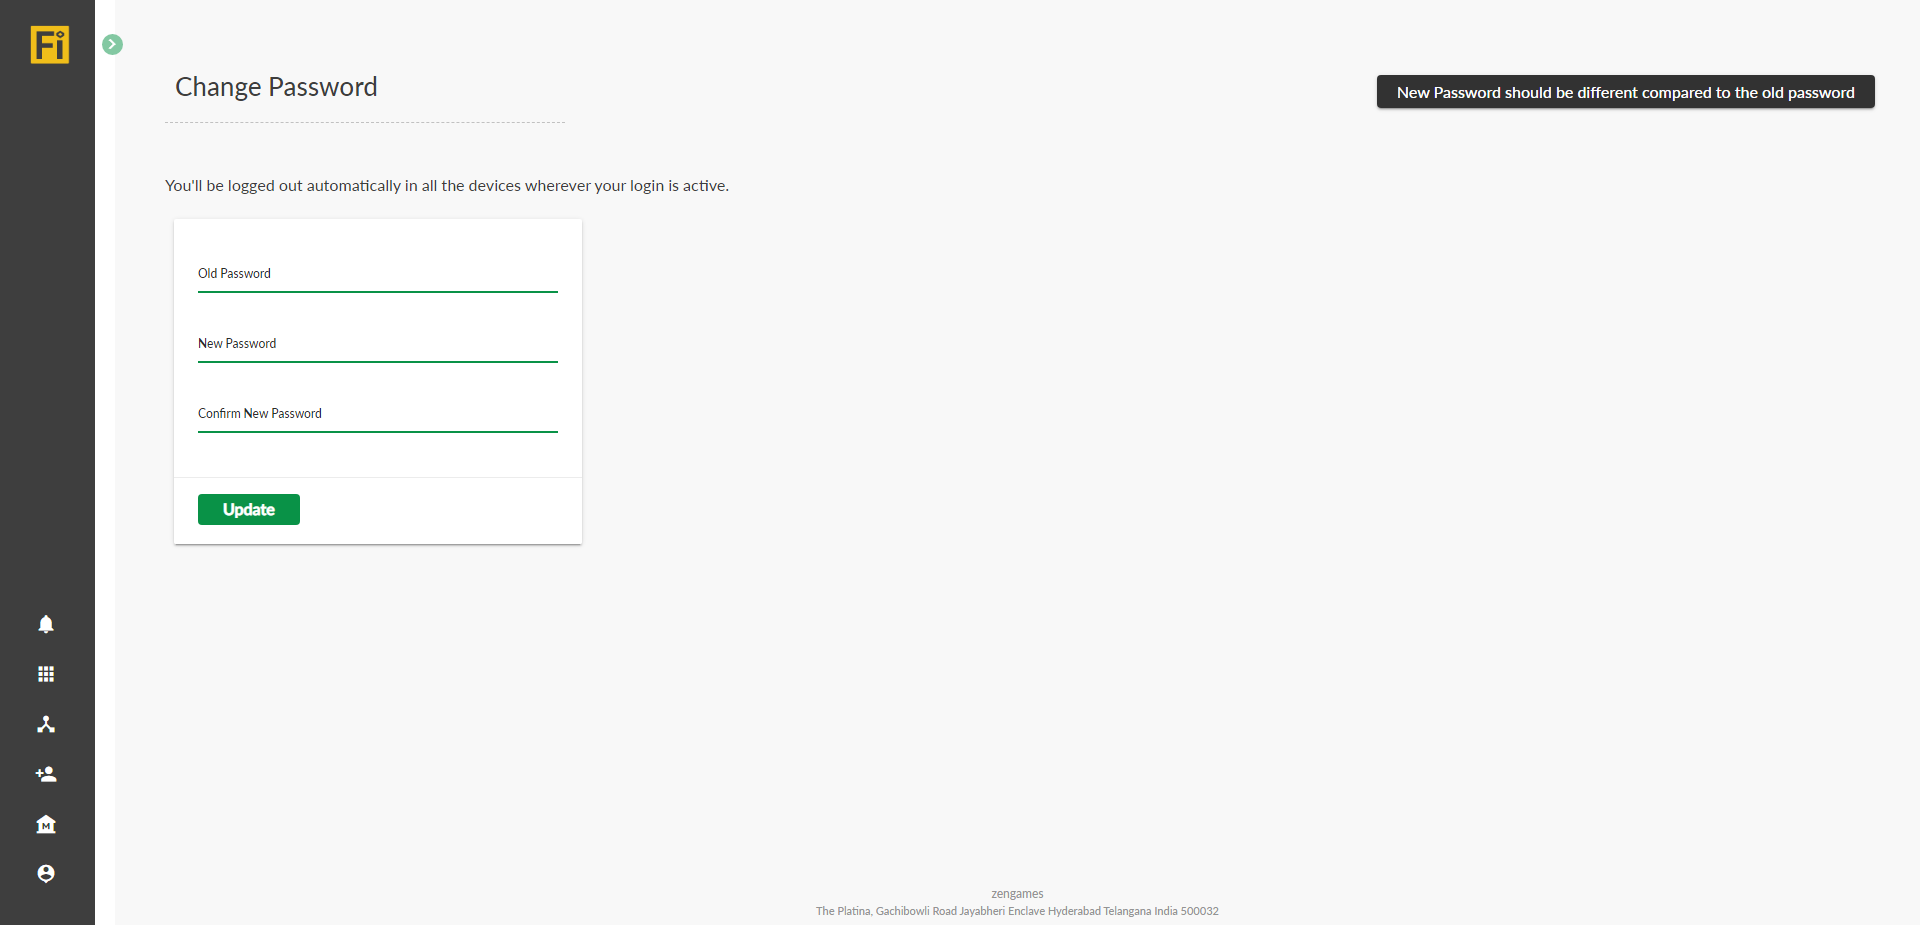 Fi
Change Password
New Password should be different compared to the old password
You'll be logged out automatically in all the devices wherever your login is active.
Old Password
New Password
Confirm New Password
Update
M
zengames
The Platina, Gachibowli Road Jayabheri Enclave Hyderabad Telangana India 500032